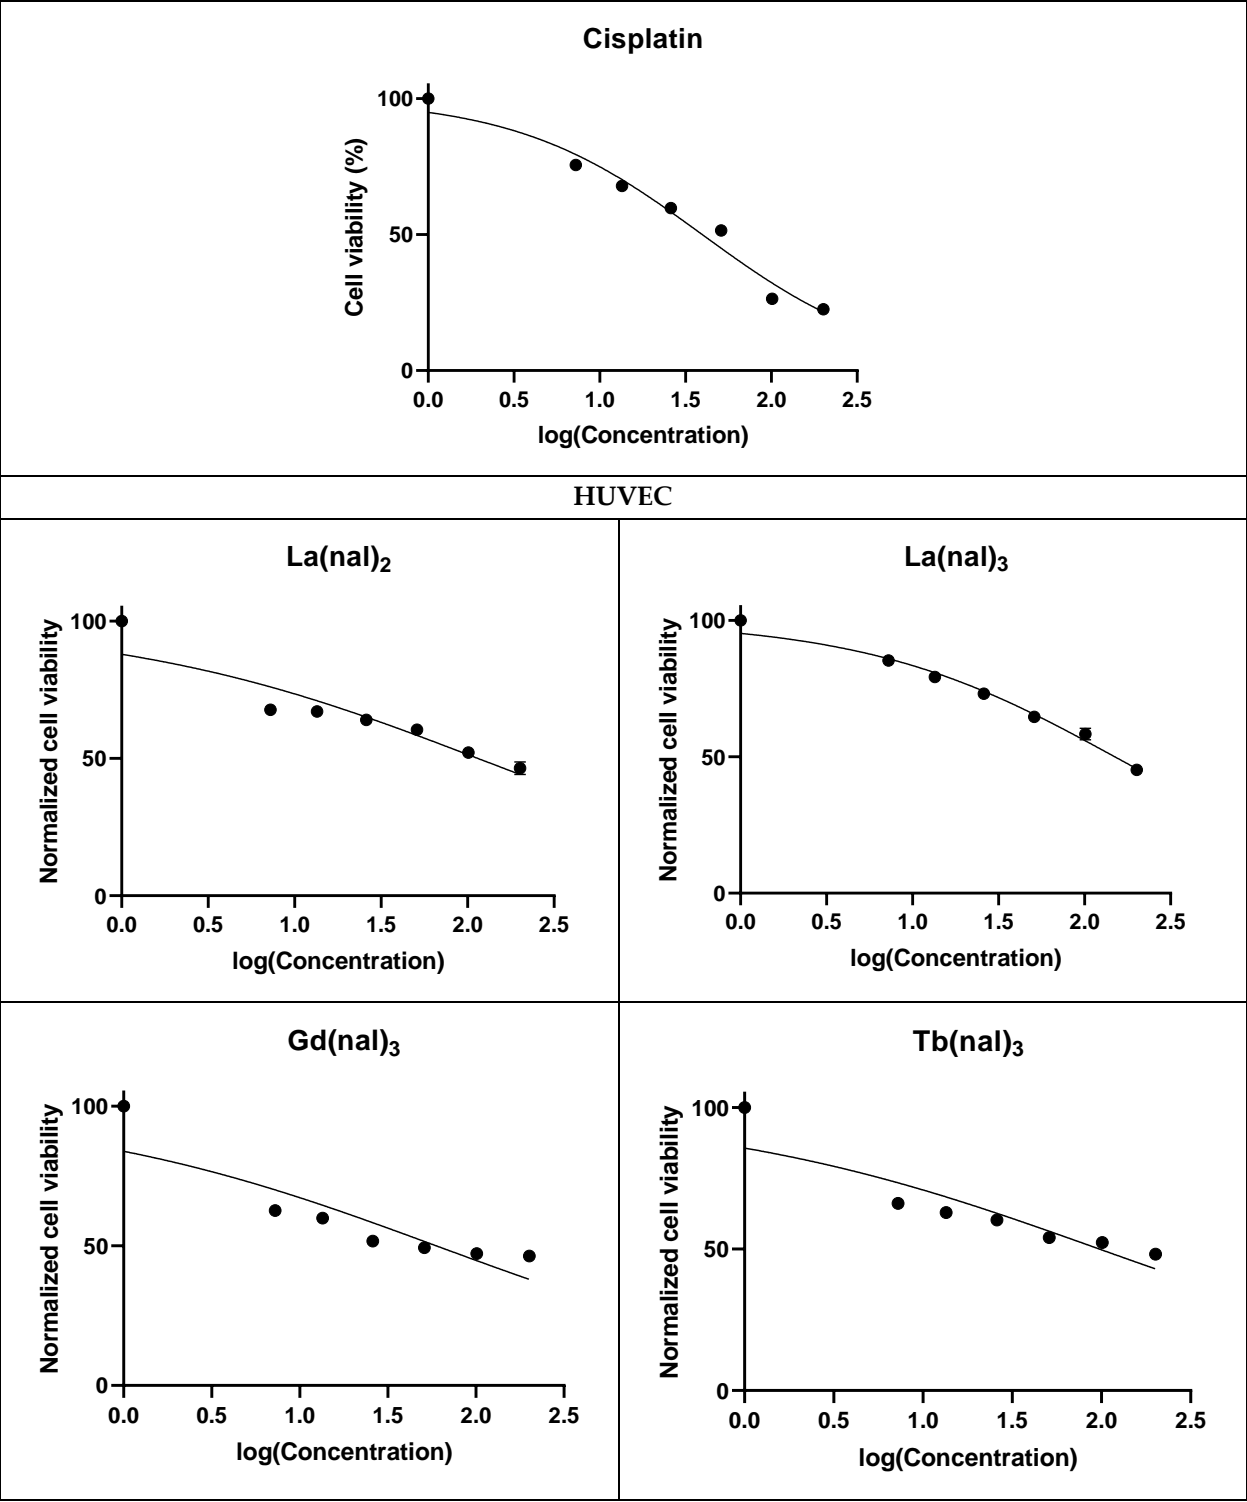 Cisplatin
Cell viability (%)
100
50
0
0.0 0.5 1.0 1.5 2.0 2.5
log(Concentration)
HUVEC
La(nal)2
Normalized cell viability
100
50
0
0.0 0.5 1.0 1.5 2.0 2.5
log(Concentration)
La(nal)3
Normalized cell viability
100
50
0
0.0 0.5 1.0 1.5 2.0 2.5
log(Concentration)
Gd(nal)3
Normalized cell viability
100
50
0
0.0 0.5 1.0 1.5 2.0 2.5
log(Concentration)
Tb(nal)3
Normalized cell viability
100
50
0
0.0 0.5 1.0 1.5 2.0 2.5
log(Concentration)